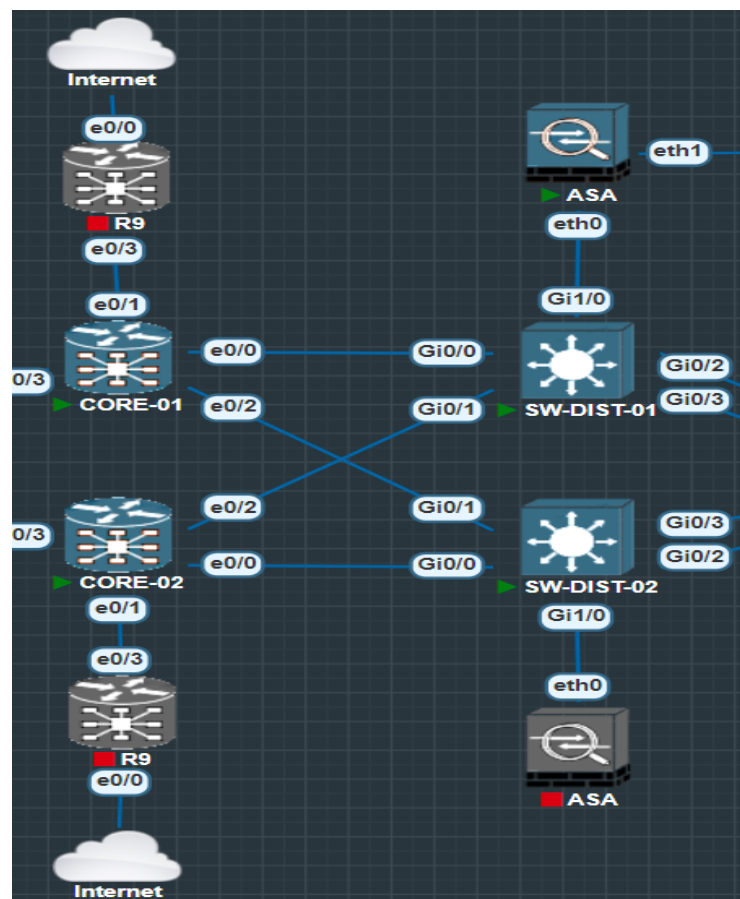 Internet
e0/0
R9
e0/3
e0/1
CORE-01
0/3
e0/0
e0/2
Gi0/0
Gi0/1
ASA
eth1
eth0
Gi1/0
SW-DIST-01
Gi0/2
Gi0/3
CORE-02
0/3
e0/2
e0/0
Gi0/1
Gi0/0
SW-DIST-02
Gi0/3
Gi0/2
e0/1
e0/3
R9
e0/0
Internet
Gi1/0
eth0
ASA